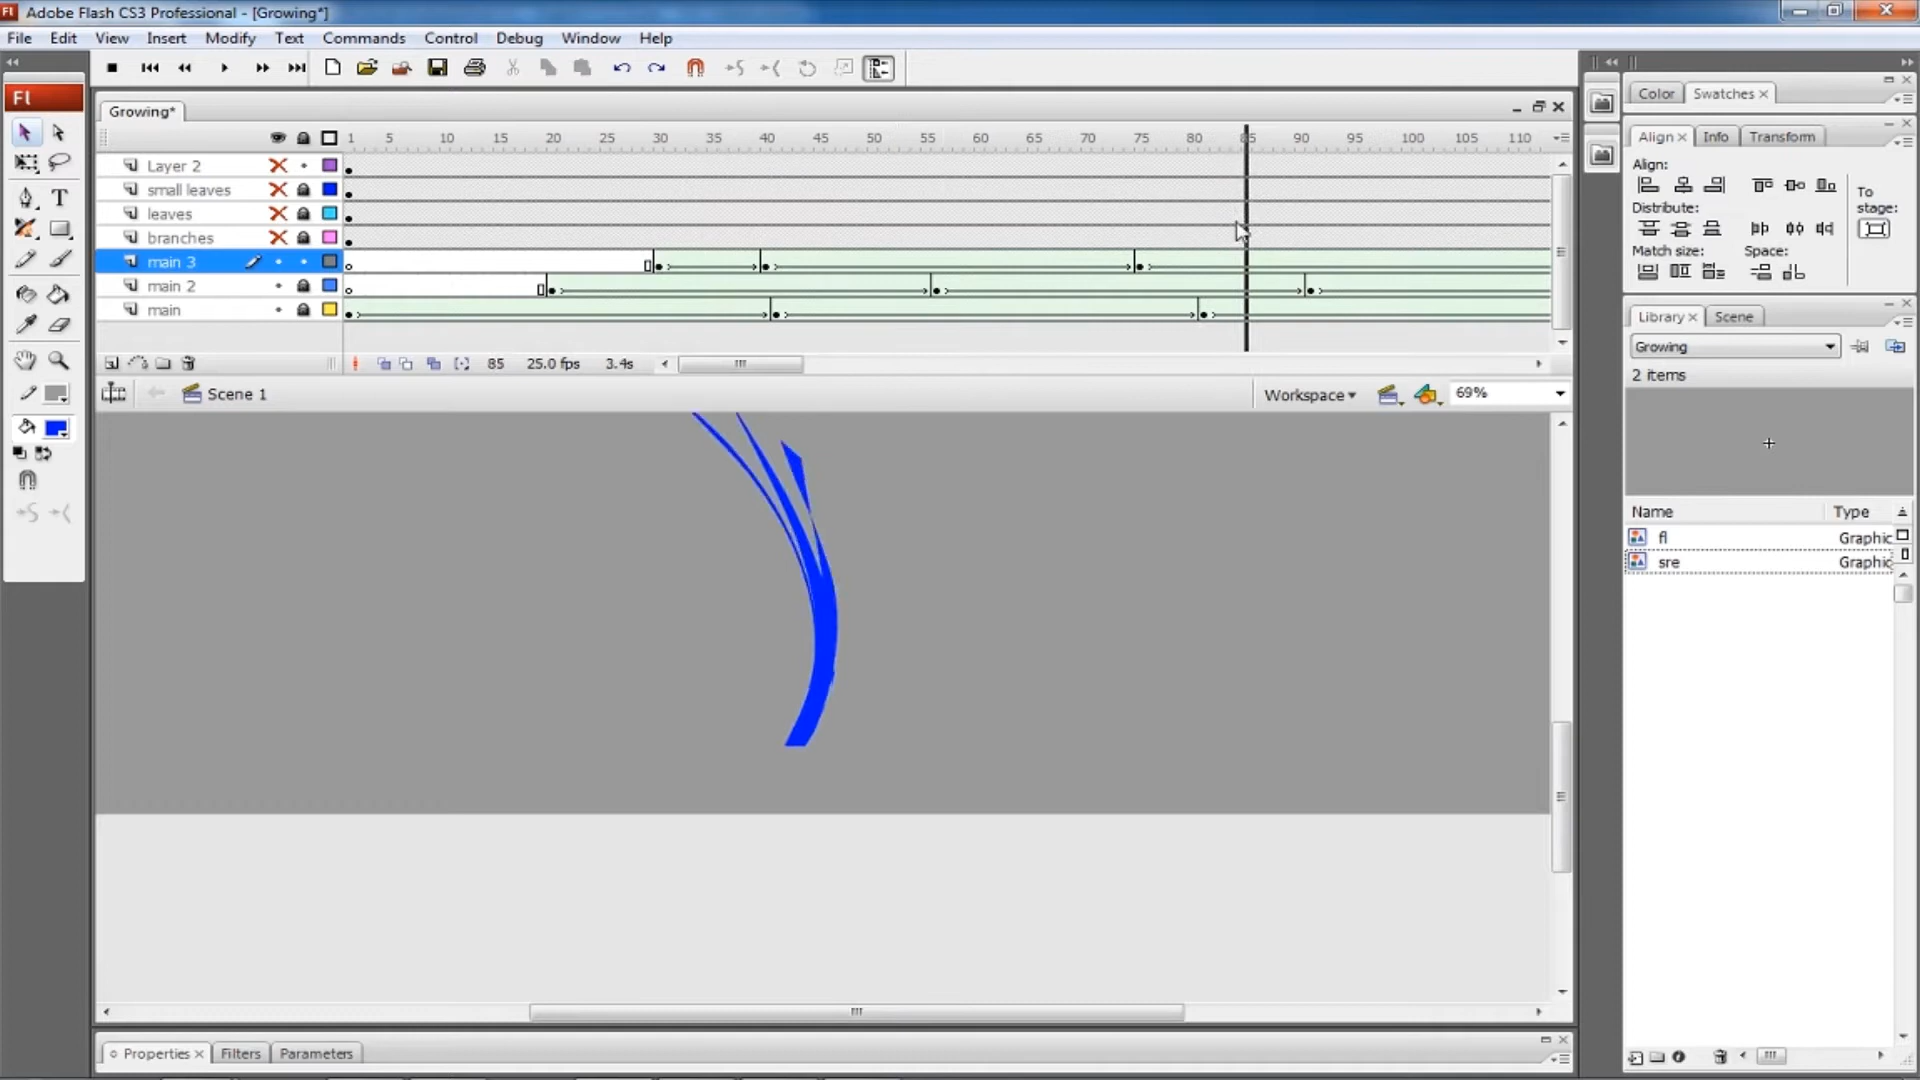 Fl Adobe Flash CS3 Professional - [Growing*]
File Edit View Insert Modify Text Commands Control Debug Window Help
Fl
Growing*
1 5 10 15 20 25 30 35 40 45 50 55 60 65 70 75 80 85 90 95 100 105 110
Layer 2
small leaves
leaves
branches
main 3
main 2
main
85 25.0 fps 3.4s
Scene 1 Workspace 69%
Properties Filters Parameters
Color Swatches
Align Info Transform
Align:
To
Distribute: stage:
Match size: Space:
Library Scene
Growing
2 items
Name Type
fl Graphic
sre Graphic